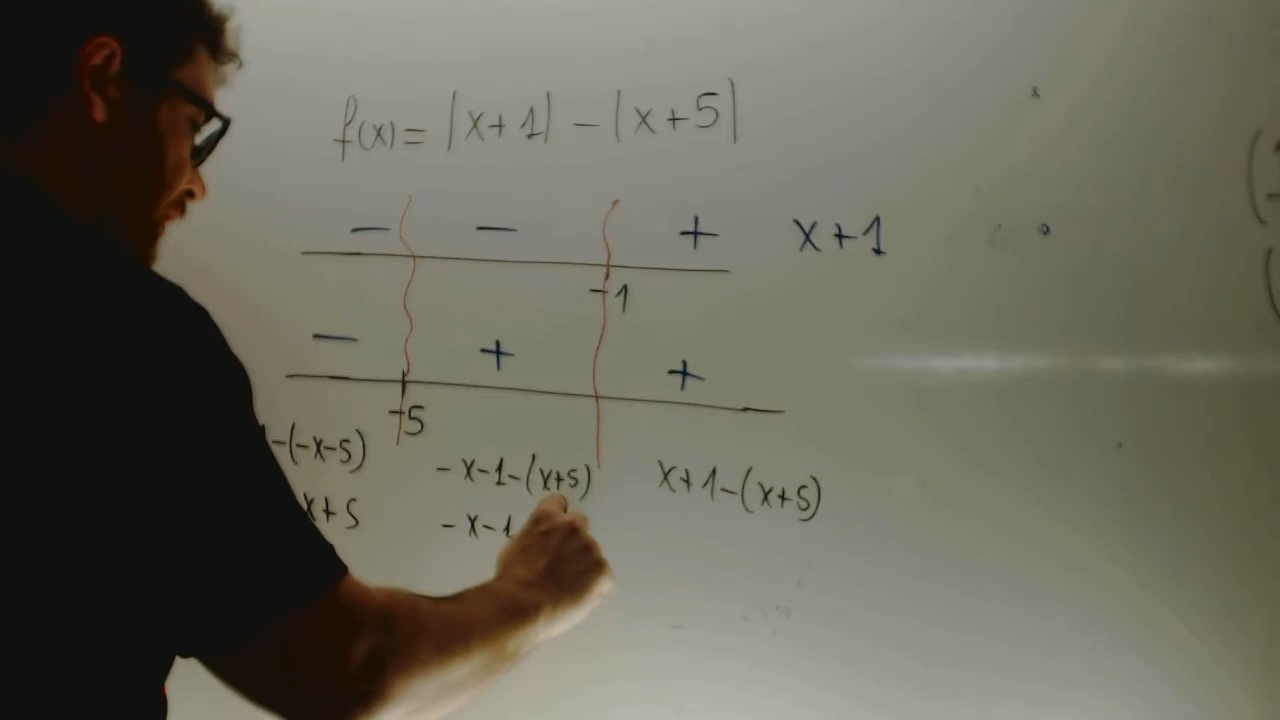 f(x) = |x+1| - |x+5|
- - + x+1
-1
- + +
-5
-(-x-5) -x-1-(x+5) x+1-(x+5)
x+5 -x-1